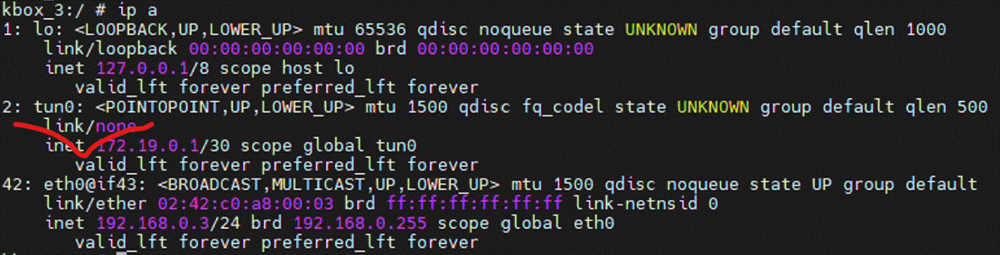 kbox_3:/ # ip a
1: lo: <LOOPBACK,UP,LOWER_UP> mtu 65536 qdisc noqueue state UNKNOWN group default qlen 1000
link/loopback 00:00:00:00:00:00 brd 00:00:00:00:00:00
inet 127.0.0.1/8 scope host lo
valid_lft forever preferred_lft forever
2: tun0: <POINTOPOINT,UP,LOWER_UP> mtu 1500 qdisc fq_codel state UNKNOWN group default qlen 500
link/none
inet 172.19.0.1/30 scope global tun0
valid_lft forever preferred_lft forever
42: eth0@if43: <BROADCAST,MULTICAST,UP,LOWER_UP> mtu 1500 qdisc noqueue state UP group default
link/ether 02:42:c0:a8:00:03 brd ff:ff:ff:ff:ff:ff link-netnsid 0
inet 192.168.0.3/24 brd 192.168.0.255 scope global eth0
valid_lft forever preferred_lft forever